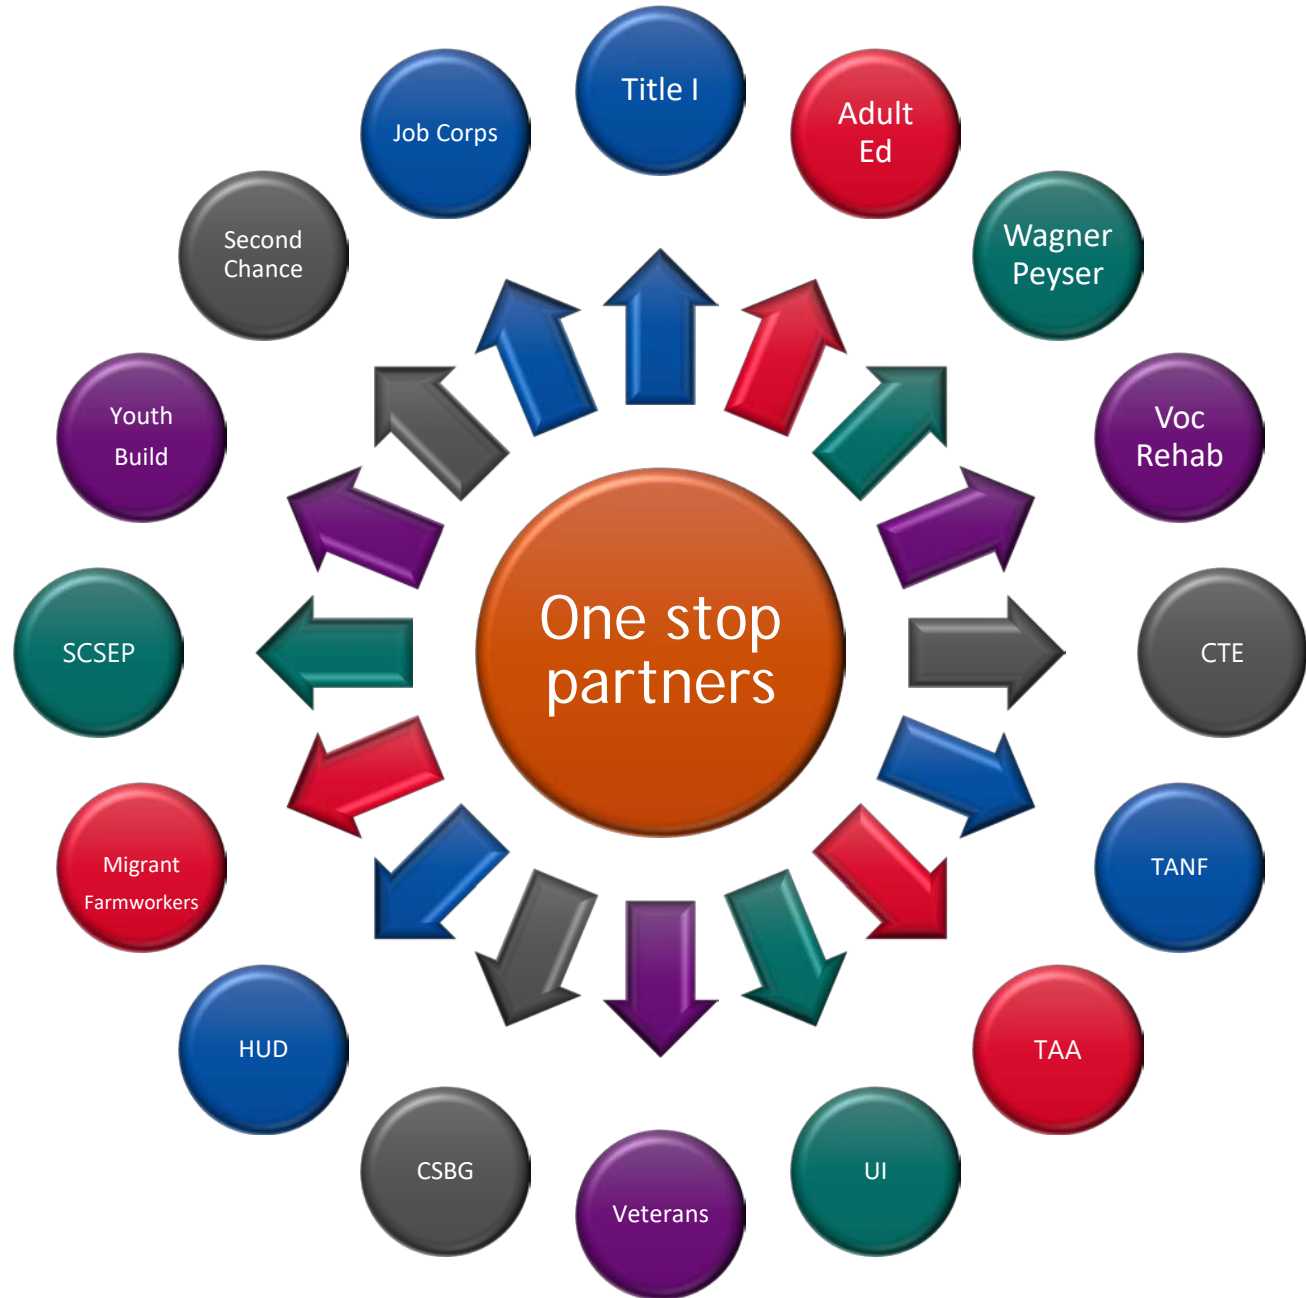 One stop
partners
Title I
Adult
Ed
Wagner
Peyser
Voc
Rehab
CTE
TANF
TAA
UI
Veterans
CSBG
HUD
Migrant
Farmworkers
SCSEP
Youth
Build
Second
Chance
Job Corps